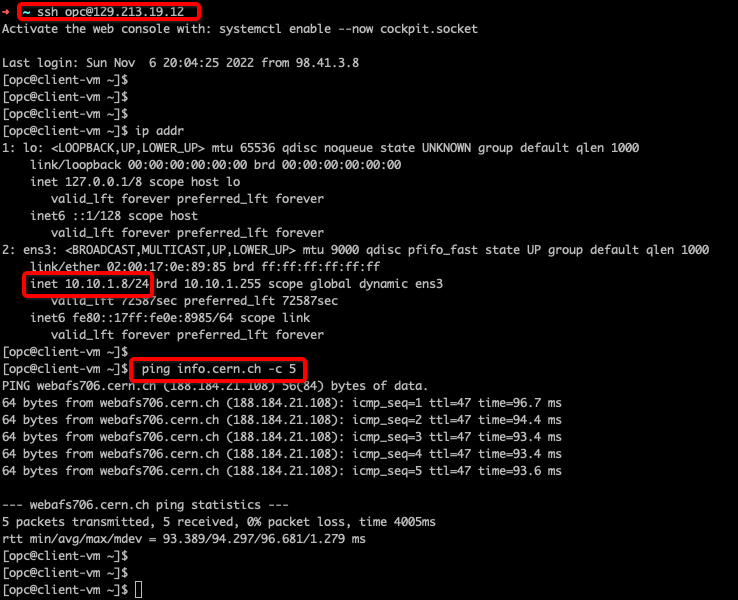 → ~ ssh opc@129.213.19.12
Activate the web console with: systemctl enable --now cockpit.socket
Last login: Sun Nov  6 20:04:25 2022 from 98.41.3.8
[opc@client-vm ~]$
[opc@client-vm ~]$
[opc@client-vm ~]$
[opc@client-vm ~]$ ip addr
1: lo: <LOOPBACK,UP,LOWER_UP> mtu 65536 qdisc noqueue state UNKNOWN group default qlen 1000
    link/loopback 00:00:00:00:00:00 brd 00:00:00:00:00:00
    inet 127.0.0.1/8 scope host lo
       valid_lft forever preferred_lft forever
    inet6 ::1/128 scope host
       valid_lft forever preferred_lft forever
2: ens3: <BROADCAST,MULTICAST,UP,LOWER_UP> mtu 9000 qdisc pfifo_fast state UP group default qlen 1000
    link/ether 02:00:17:0e:89:85 brd ff:ff:ff:ff:ff:ff
    inet 10.10.1.8/24 brd 10.10.1.255 scope global dynamic ens3
       valid_lft 72587sec preferred_lft 72587sec
    inet6 fe80::17ff:fe0e:8985/64 scope link
       valid_lft forever preferred_lft forever
[opc@client-vm ~]$
[opc@client-vm ~]$ ping info.cern.ch -c 5
PING webafs706.cern.ch (188.184.21.108) 56(84) bytes of data.
64 bytes from webafs706.cern.ch (188.184.21.108): icmp_seq=1 ttl=47 time=96.7 ms
64 bytes from webafs706.cern.ch (188.184.21.108): icmp_seq=2 ttl=47 time=94.4 ms
64 bytes from webafs706.cern.ch (188.184.21.108): icmp_seq=3 ttl=47 time=93.4 ms
64 bytes from webafs706.cern.ch (188.184.21.108): icmp_seq=4 ttl=47 time=93.4 ms
64 bytes from webafs706.cern.ch (188.184.21.108): icmp_seq=5 ttl=47 time=93.6 ms
--- webafs706.cern.ch ping statistics ---
5 packets transmitted, 5 received, 0% packet loss, time 4005ms
rtt min/avg/max/mdev = 93.389/94.297/96.681/1.279 ms
[opc@client-vm ~]$
[opc@client-vm ~]$
[opc@client-vm ~]$